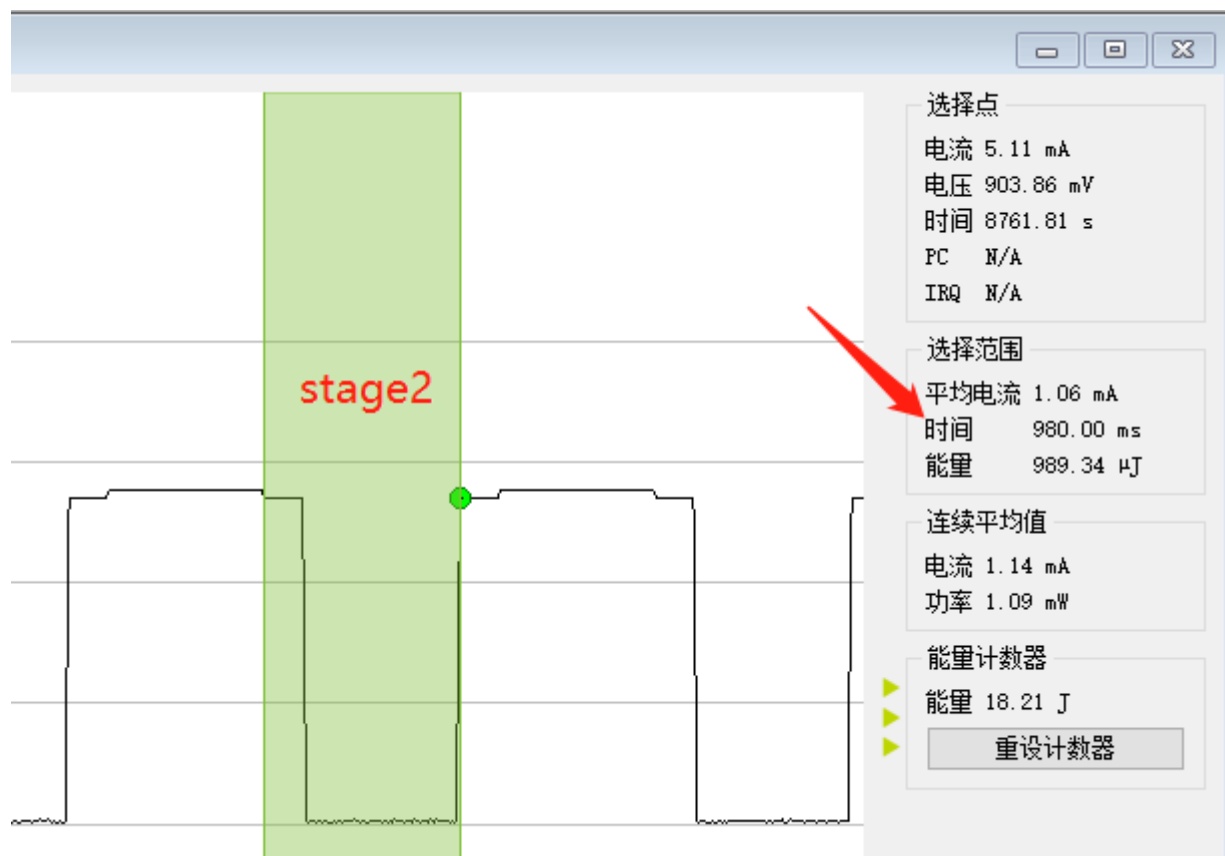 选择点
电流 5.11 mA
电压 903.86 mV
时间 8761.81 s
PC N/A
IRQ N/A
选择范围
stage2
平均电流 1.06 mA
时间 980.00 ms
能量 989.34 μJ
连续平均值
电流 1.14 mA
功率 1.09 mW
能量计数器
能量 18.21 J
重设计数器